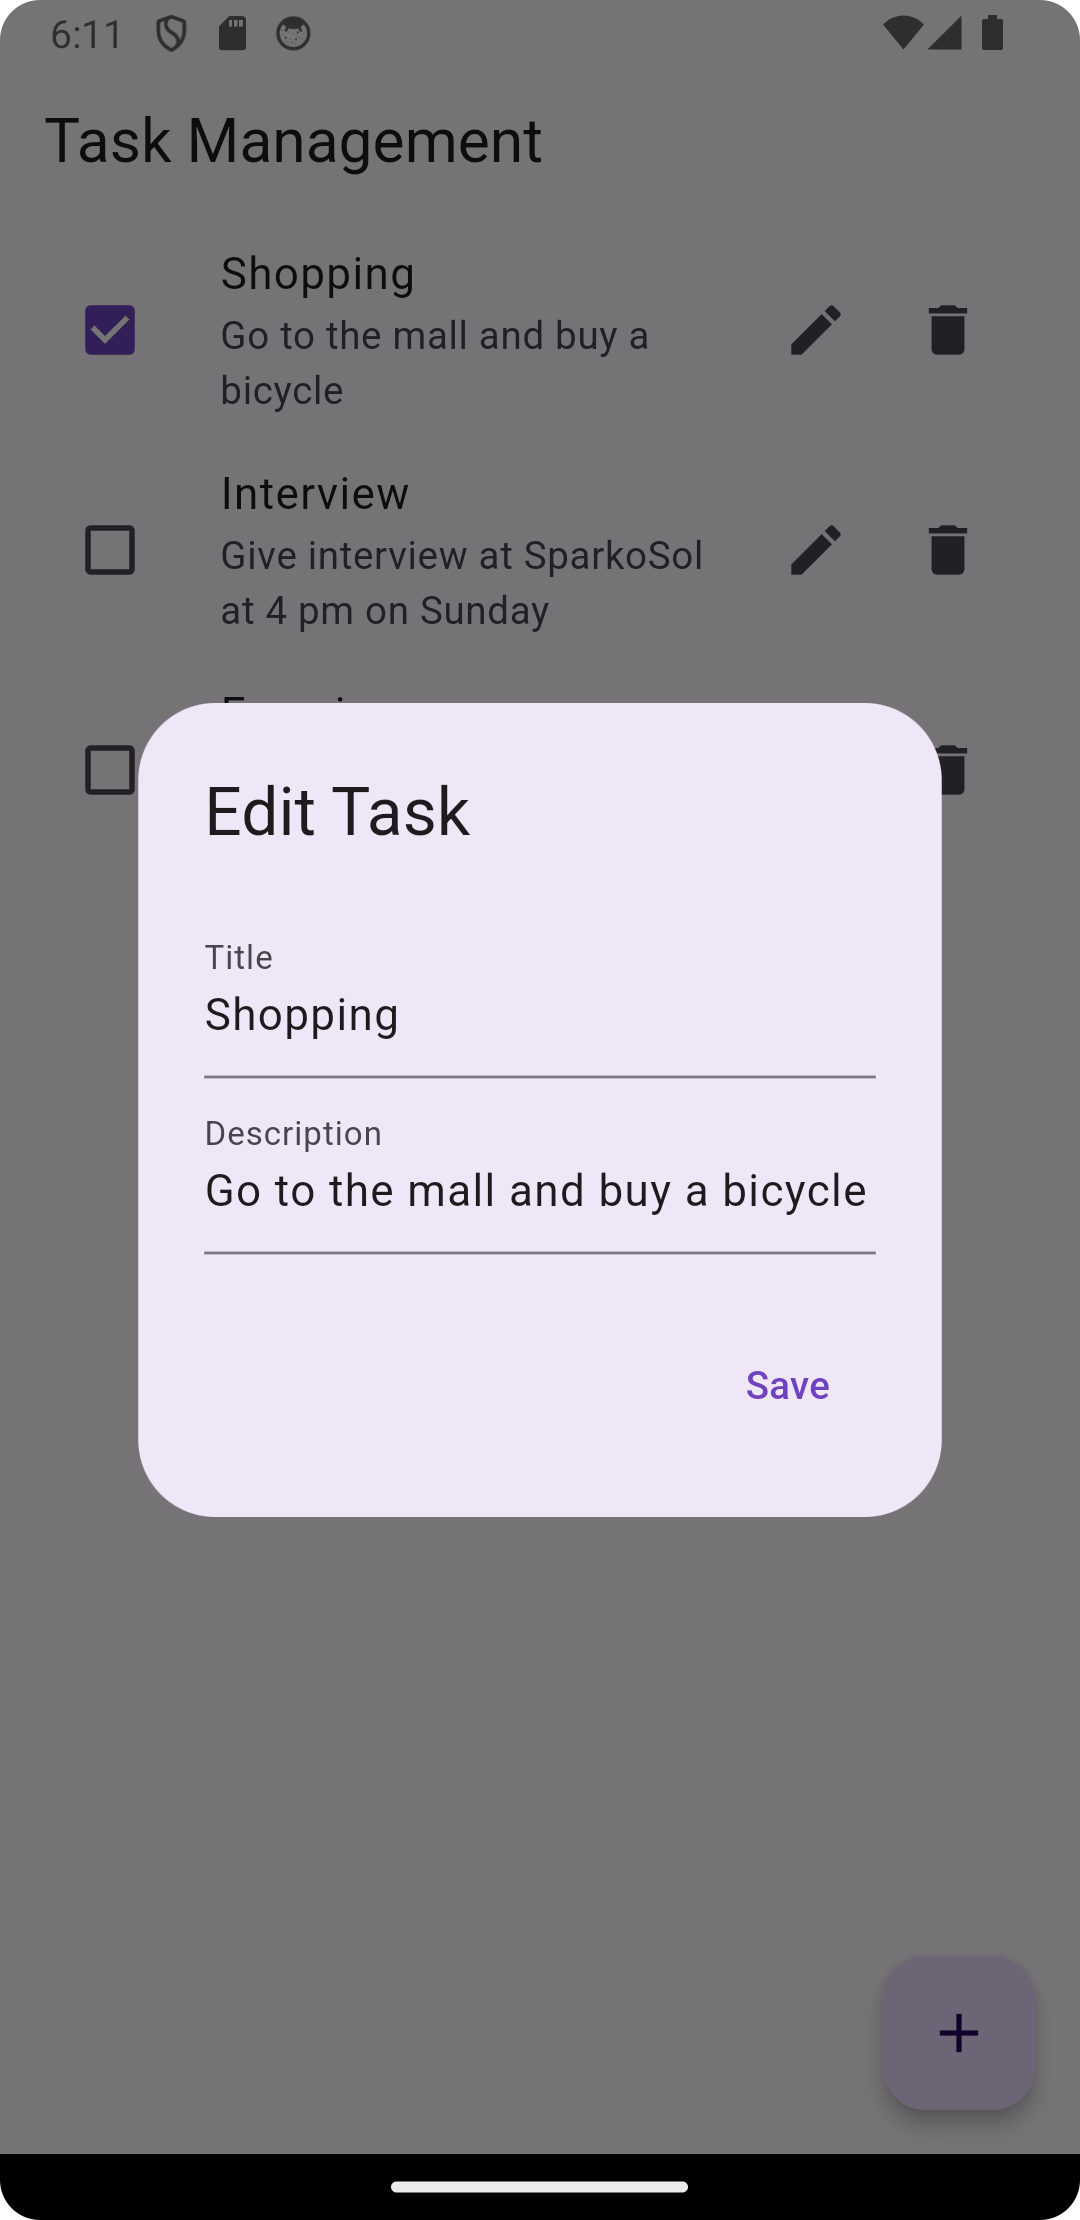 6:11
Task Management
Shopping
Go to the mall and buy a
bicycle
Interview
Give interview at SparkoSol
at 4 pm on Sunday
Edit Task
Title
Shopping
Description
Go to the mall and buy a bicycle
Save